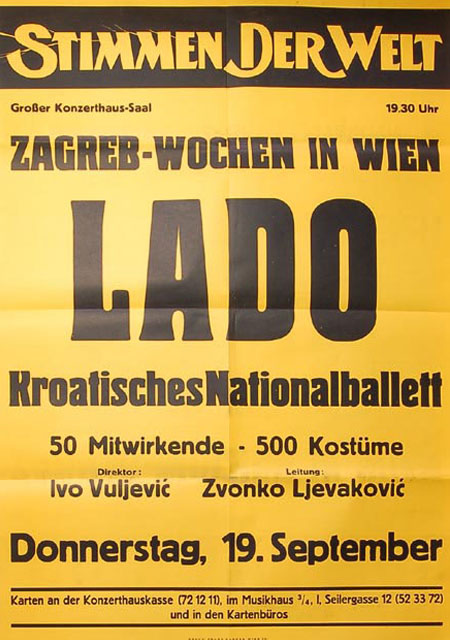 STIMMEN DER WELT
Großer Konzerthaus-Saal 19.30 Uhr
ZAGREB-WOCHEN IN WIEN
LADO
Kroatisches Nationalballett
50 Mitwirkende - 500 Kostüme
Direktor: Leitung:
Ivo Vuljević Zvonko Ljevaković
Donnerstag, 19. September
Karten an der Konzerthauskasse (72 12 11), im Musikhaus 3/4, I, Seilergasse 12 (52 33 72)
und in den Kartenbüros